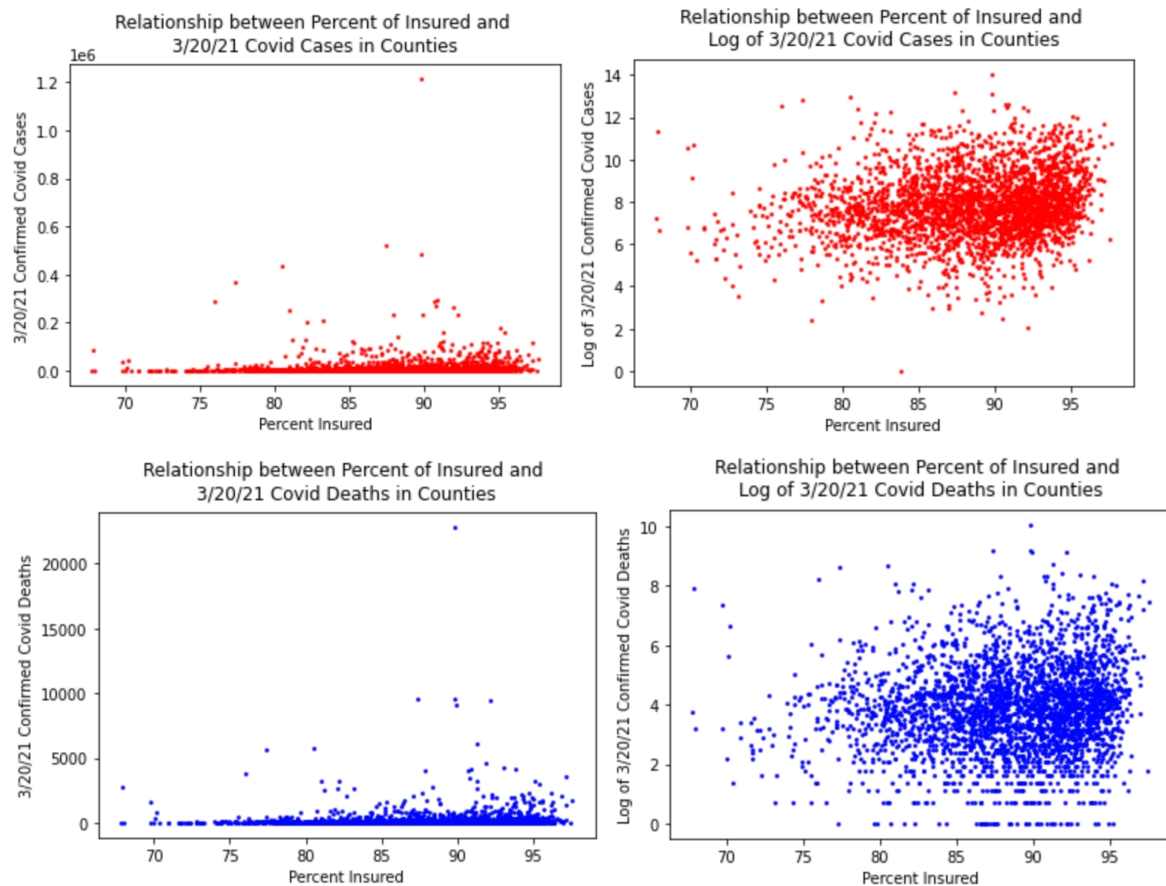 Relationship between Percent of Insured and
3/20/21 Covid Cases in Counties
1e6
3/20/21 Confirmed Covid Cases
1.2
1.0
0.8
0.6
0.4
0.2
0.0
70 75 80 85 90 95
Percent Insured
Relationship between Percent of Insured and
Log of 3/20/21 Covid Cases in Counties
Log of 3/20/21 Confirmed Covid Cases
14
12
10
8
6
4
2
0
70 75 80 85 90 95
Percent Insured
Relationship between Percent of Insured and
3/20/21 Covid Deaths in Counties
3/20/21 Confirmed Covid Deaths
20000
15000
10000
5000
0
70 75 80 85 90 95
Percent Insured
Relationship between Percent of Insured and
Log of 3/20/21 Covid Deaths in Counties
Log of 3/20/21 Confirmed Covid Deaths
10
8
6
4
2
0
70 75 80 85 90 95
Percent Insured